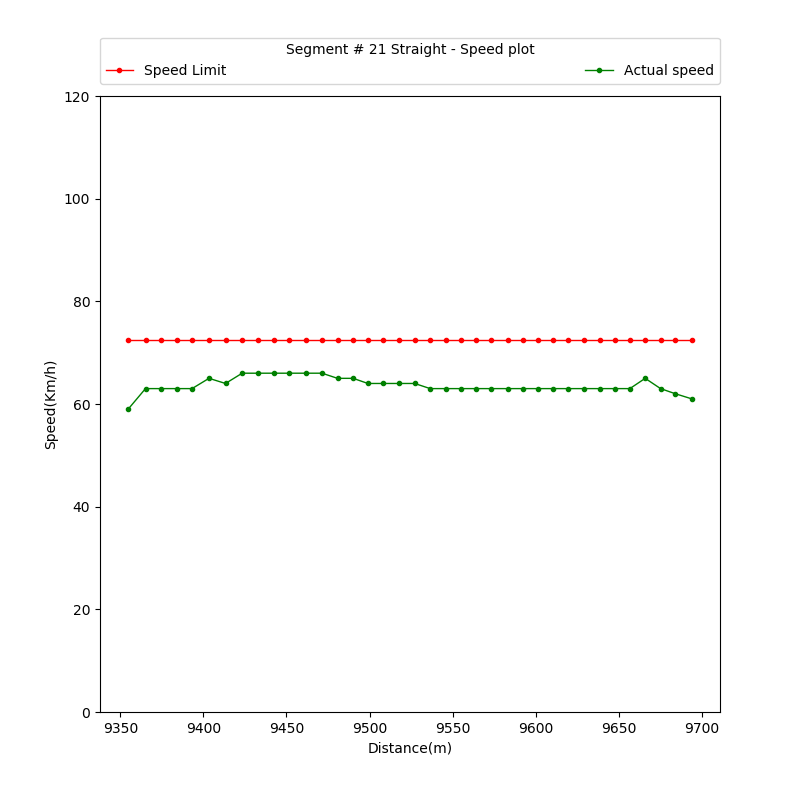 Segment # 21 Straight - Speed plot
Speed Limit
Actual speed
120
100
80
60
40
20
0
Speed(Km/h)
9350 9400 9450 9500 9550 9600 9650 9700
Distance(m)